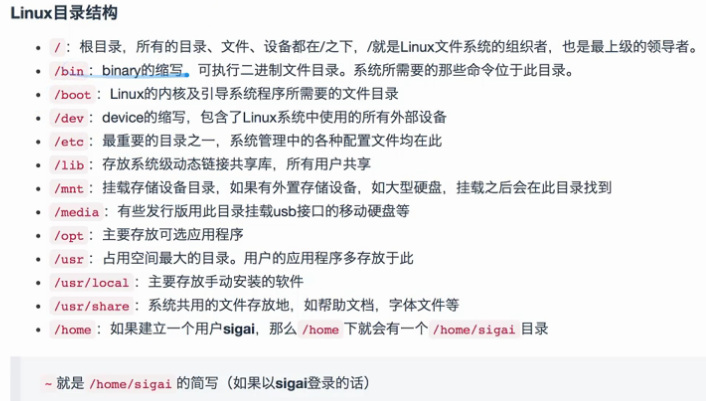 Linux目录结构
/：根目录，所有的目录、文件、设备都在/之下，/就是Linux文件系统的组织者，也是最上级的领导者。
/bin：binary的缩写，可执行二进制文件目录。系统所需要的那些命令位于此目录。
/boot：Linux的内核及引导系统程序所需要的文件目录
/dev：device的缩写，包含了Linux系统中使用的所有外部设备
/etc：最重要的目录之一，系统管理中的各种配置文件均在此
/lib：存放系统级动态链接共享库，所有用户共享
/mnt：挂载存储设备目录，如果有外置存储设备，如大型硬盘，挂载之后会在此目录找到
/media：有些发行版用此目录挂载usb接口的移动硬盘等
/opt：主要存放可选应用程序
/usr：占用空间最大的目录。用户的应用程序多存放于此
/usr/local：主要存放手动安装的软件
/usr/share：系统共用的文件存放地，如帮助文档，字体文件等
/home：如果建立一个用户sigai，那么/home下就会有一个/home/sigai目录
~ 就是 /home/sigai 的简写（如果以sigai登录的话）